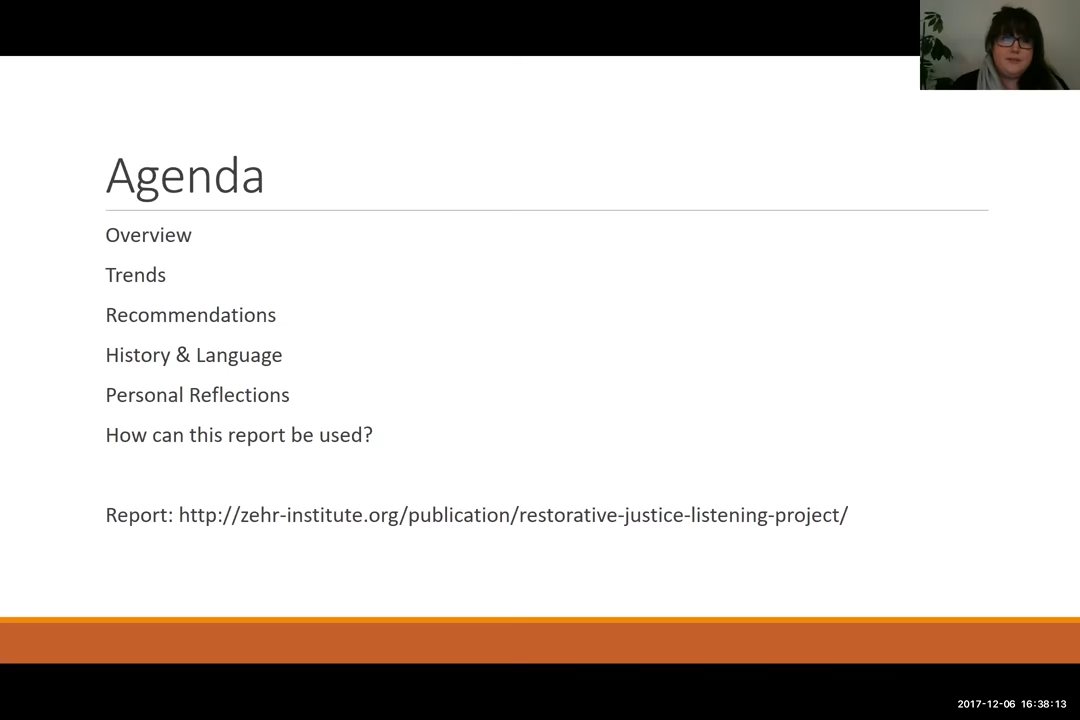 Agenda
Overview
Trends
Recommendations
History & Language
Personal Reflections
How can this report be used?
Report: http://zehr-institute.org/publication/restorative-justice-listening-project/
2017-12-06 16:38:13